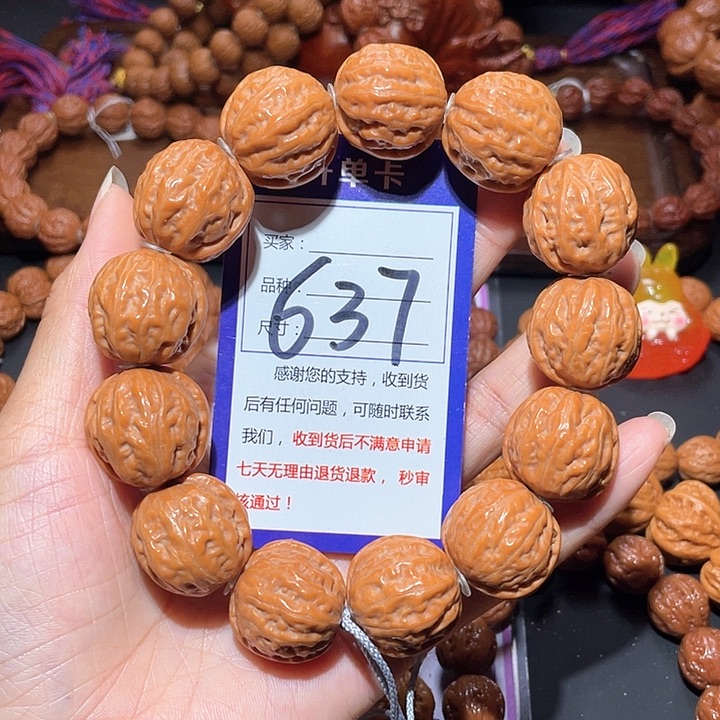 单卡
买家：
品种：
637
尺寸：
感谢您的支持，收到货
后有任何问题，可随时联系
我们，收到货后不满意申请
七天无理由退货退款，秒审
核通过！